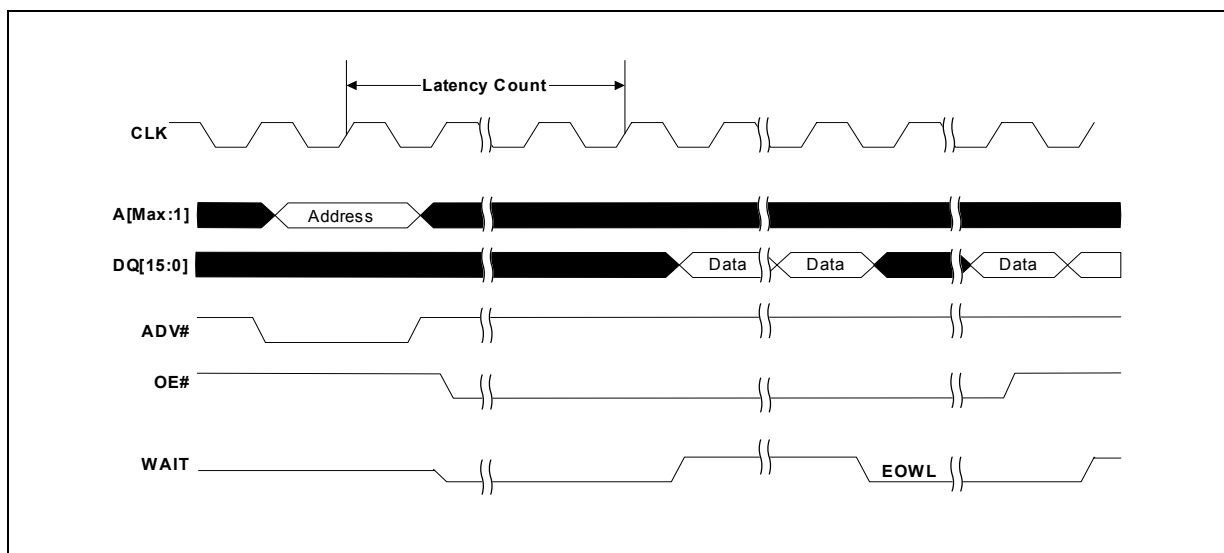 Latency Count
CLK
A[Max:1]
Address
DQ[15:0]
Data
Data
Data
ADV#
OE#
WAIT
EOWL